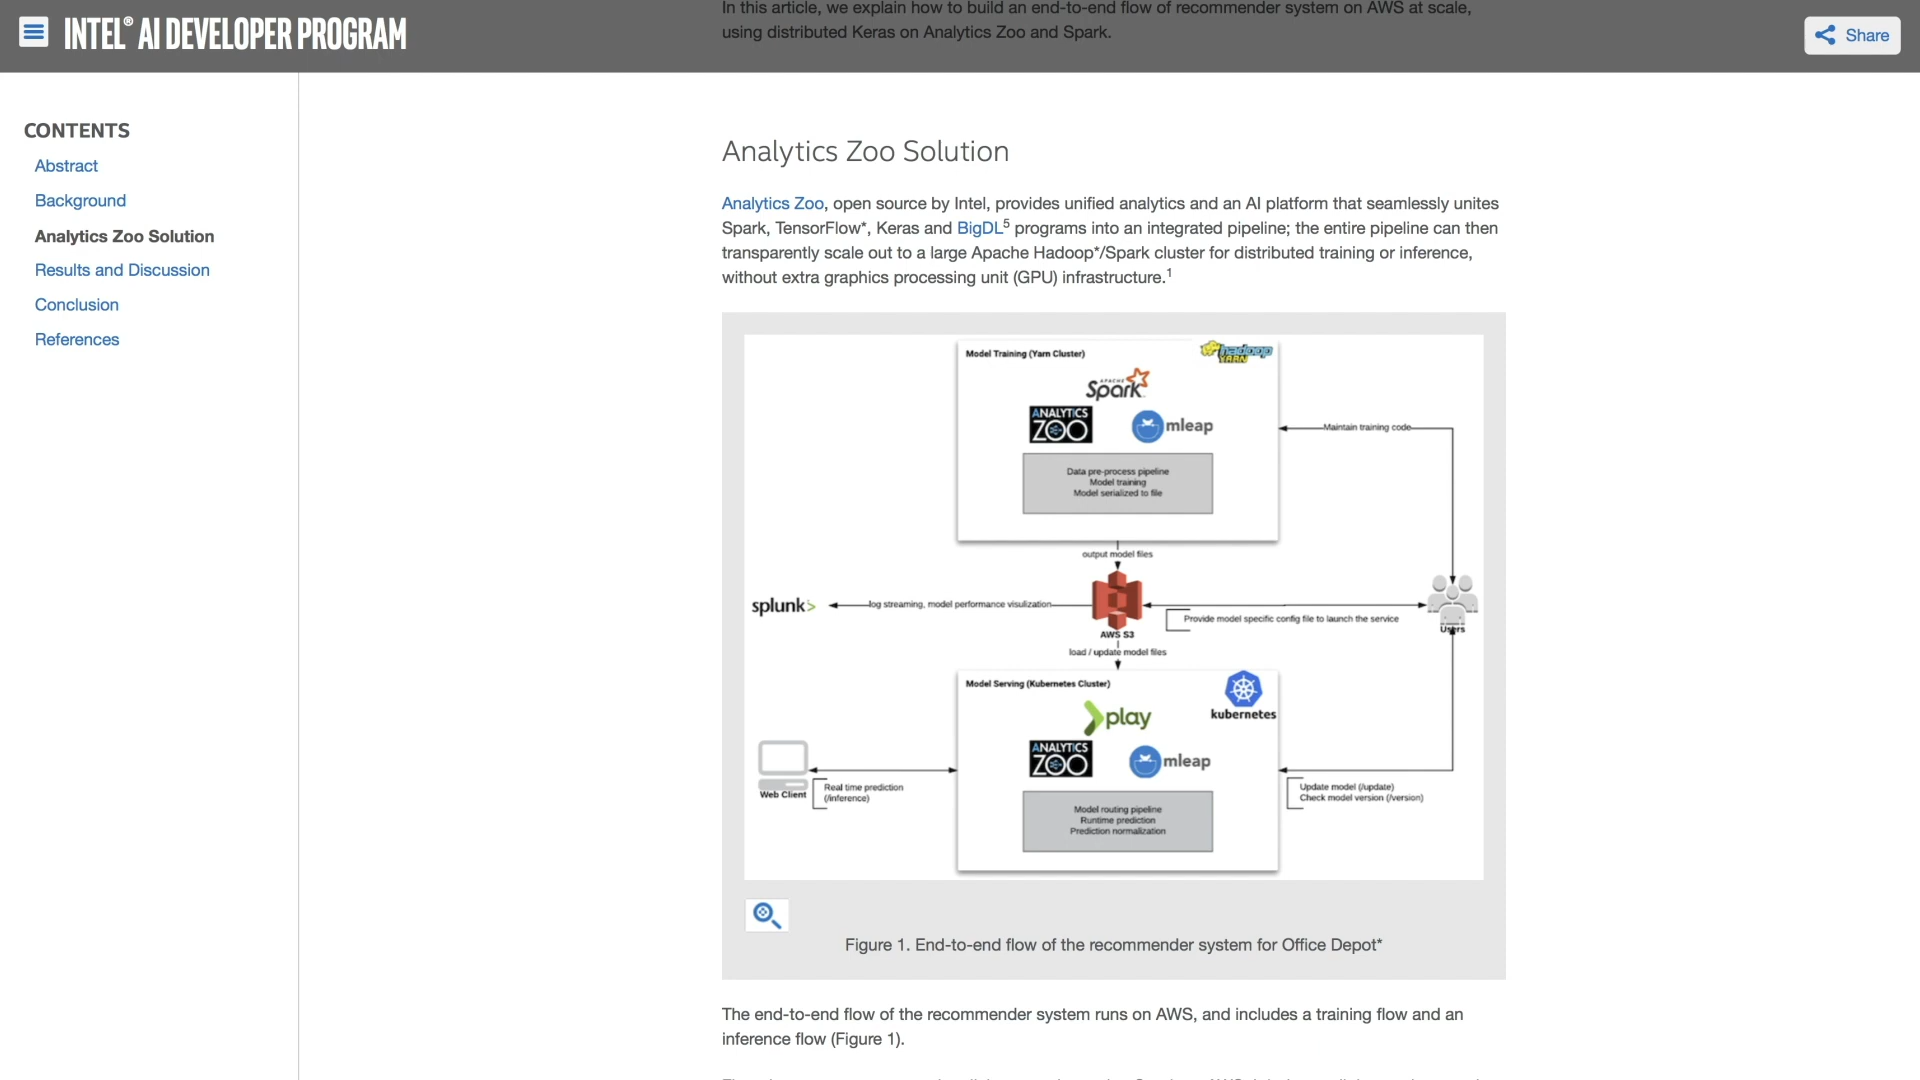 INTEL® AI DEVELOPER PROGRAM
In this article, we explain how to build an end-to-end flow of recommender system on AWS at scale,
using distributed Keras on Analytics Zoo and Spark.
Share
CONTENTS
Abstract
Background
Analytics Zoo Solution
Results and Discussion
Conclusion
References
Analytics Zoo Solution
Analytics Zoo, open source by Intel, provides unified analytics and an AI platform that seamlessly unites
Spark, TensorFlow*, Keras and BigDL5 programs into an integrated pipeline; the entire pipeline can then
transparently scale out to a large Apache Hadoop*/Spark cluster for distributed training or inference,
without extra graphics processing unit (GPU) infrastructure.1
Model Training (Yarn Cluster)
hadoop
YARN
APACHE
Spark
ANALYTICS
ZOO
mleap
Maintain training code
Data pre-process pipeline
Model training
Model serialized to file
output model files
splunk>
log streaming, model performance visulization
AWS S3
Provide model specific config file to launch the service
Users
load / update model files
Model Serving (Kubernetes Cluster)
kubernetes
play
ANALYTICS
ZOO
mleap
Web Client
Real time prediction
(/inference)
Update model (/update)
Check model version (/version)
Model routing pipeline
Runtime prediction
Prediction normalization
Figure 1. End-to-end flow of the recommender system for Office Depot*
The end-to-end flow of the recommender system runs on AWS, and includes a training flow and an
inference flow (Figure 1).